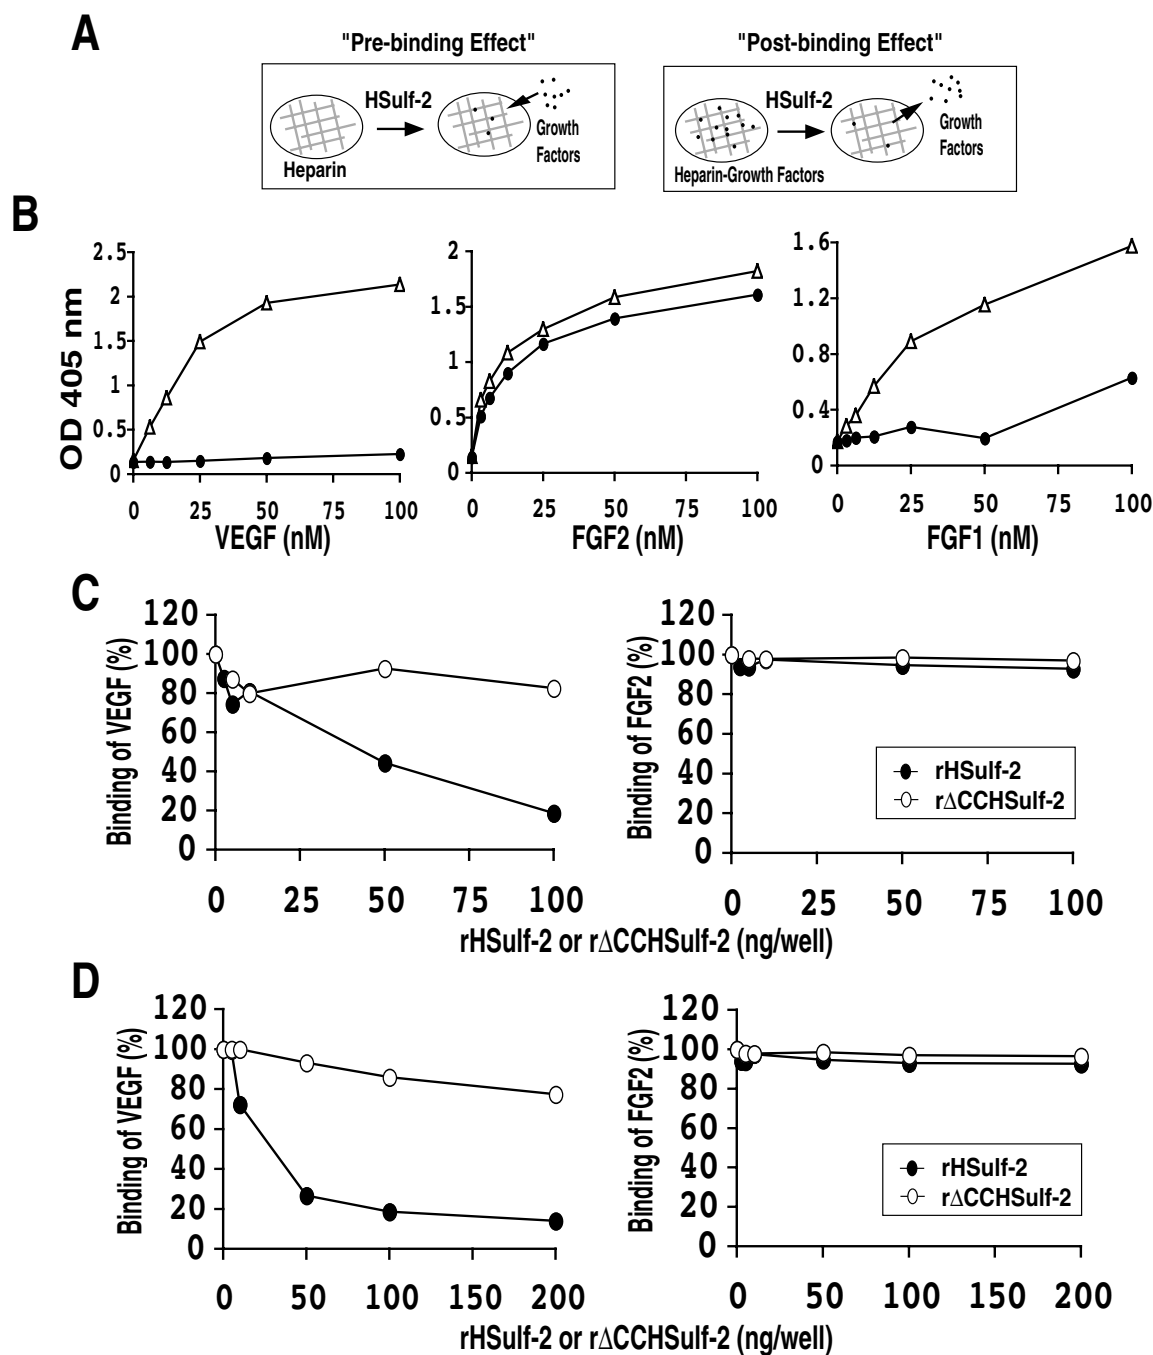 A
"Pre-binding Effect"
"Post-binding Effect"
HSulf-2
Heparin
Growth
Factors
HSulf-2
Heparin-Growth Factors
Growth
Factors
B
OD 405 nm
2.5
2
1.5
1
0.5
0
0 25 50 75 100
VEGF (nM)
2
1.5
1
0.5
0
0 25 50 75 100
FGF2 (nM)
1.6
1.2
0.8
0.4
0
0 25 50 75 100
FGF1 (nM)
C
Binding of VEGF (%)
120
100
80
60
40
20
0
0 25 50 75 100
Binding of FGF2 (%)
120
100
80
60
40
20
0
rHSulf-2
r∆CCHSulf-2
0 25 50 75 100
rHSulf-2 or r∆CCHSulf-2 (ng/well)
D
Binding of VEGF (%)
120
100
80
60
40
20
0
0 50 100 150 200
Binding of FGF2 (%)
120
100
80
60
40
20
0
rHSulf-2
r∆CCHSulf-2
0 50 100 150 200
rHSulf-2 or r∆CCHSulf-2 (ng/well)